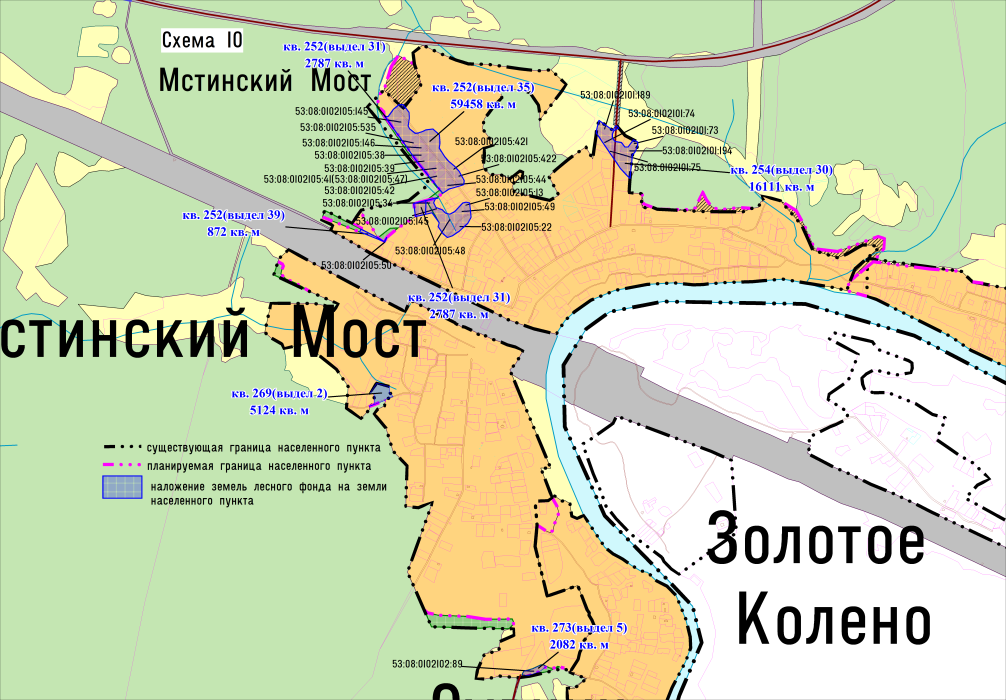 Схема 10
Мстинский Мост
кв. 252(выдел 31)
2787 кв. м
кв. 252(выдел 35)
59458 кв. м
53:08:0102105:145
53:08:0102105:535
53:08:0102105:146
53:08:0102105:38
53:08:0102105:39
53:08:0102105:41(53:08:0102105:47)
53:08:0102105:42
53:08:0102105:34
53:08:0102105:145
53:08:0102105:421
53:08:0102105:422
53:08:0102105:44
53:08:0102105:13
53:08:0102105:49
53:08:0102105:22
53:08:0102105:48
53:08:0102105:50
53:08:0102101:189
53:08:0102101:74
53:08:0102101:73
53:08:0102101:194
53:08:0102101:75
кв. 254(выдел 30)
16111 кв. м
кв. 252(выдел 39)
872 кв. м
кв. 252(выдел 31)
2787 кв. м
стинский Мост
кв. 269(выдел 2)
5124 кв. м
существующая граница населенного пункта
планируемая граница населенного пункта
наложение земель лесного фонда на земли
населенного пункта
Золотое
Колено
кв. 273(выдел 5)
2082 кв. м
53:08:0102102:89